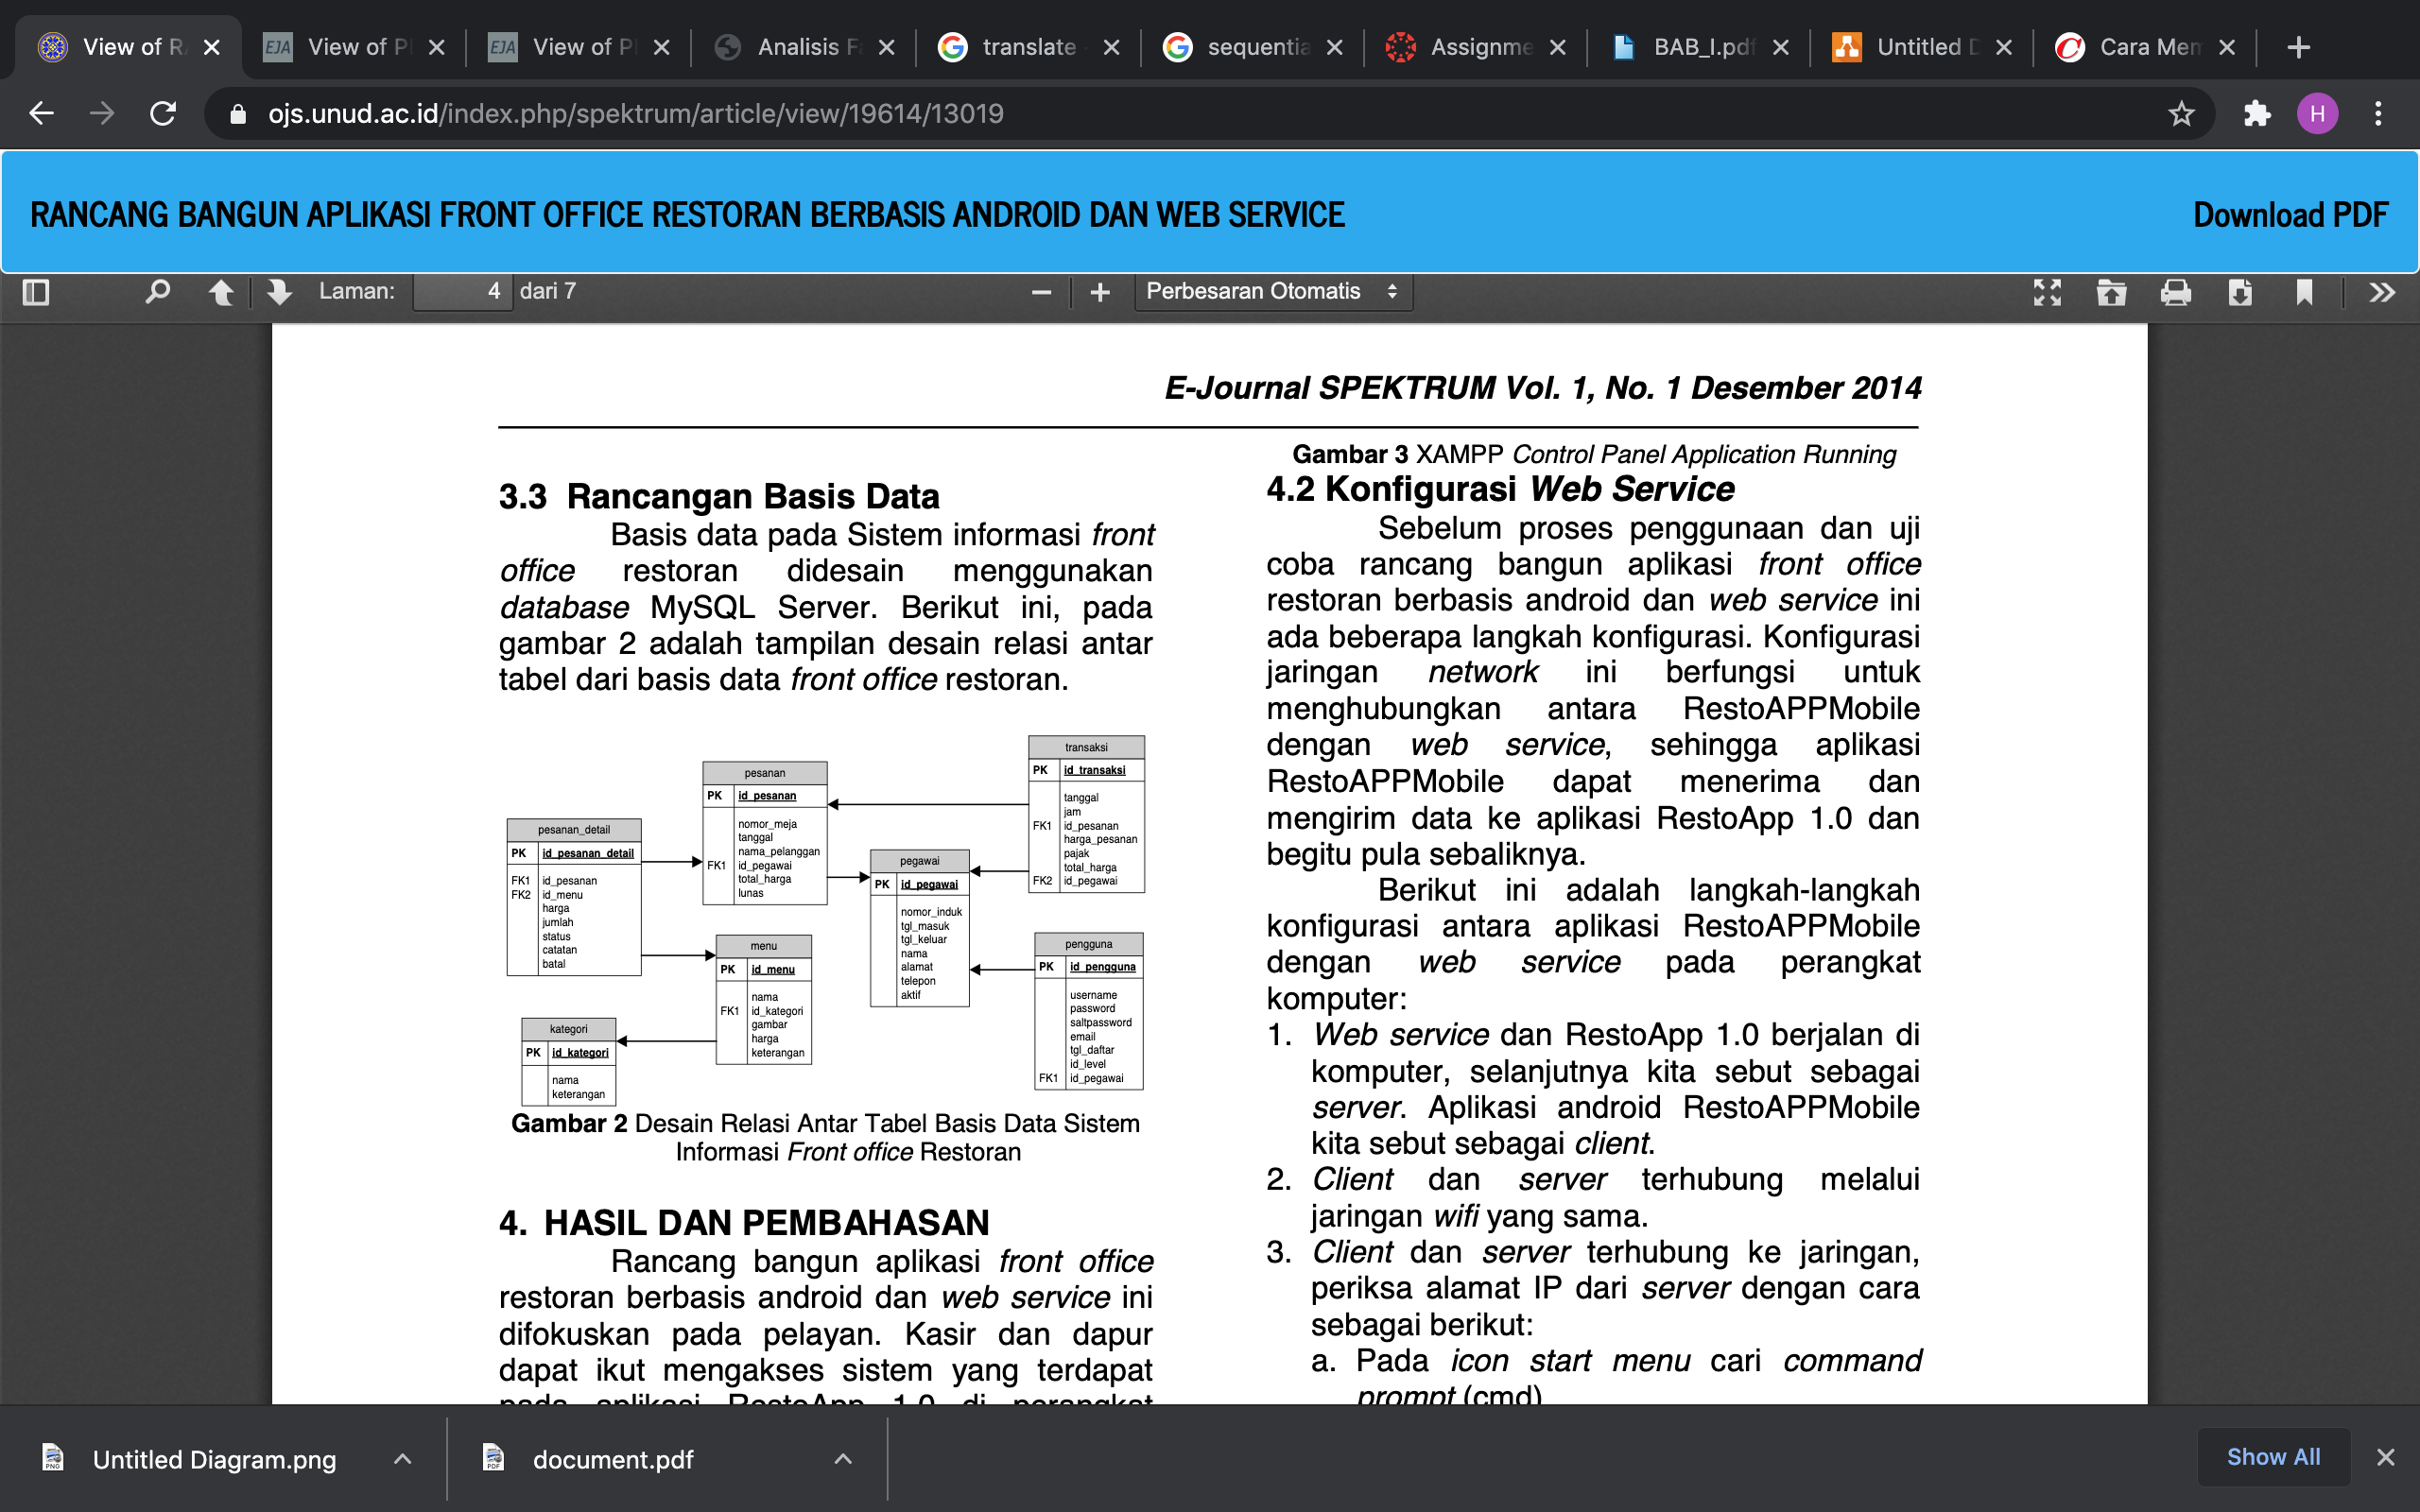 View of R
View of Pl
View of Pl
Analisis F
translate
sequentia
Assignme
BAB_I.pdf
Untitled D
Cara Mem
ojs.unud.ac.id/index.php/spektrum/article/view/19614/13019
H
RANCANG BANGUN APLIKASI FRONT OFFICE RESTORAN BERBASIS ANDROID DAN WEB SERVICE
Download PDF
Laman: 4 dari 7
Perbesaran Otomatis
E-Journal SPEKTRUM Vol. 1, No. 1 Desember 2014
3.3 Rancangan Basis Data
Basis data pada Sistem informasi front
office restoran didesain menggunakan
database MySQL Server. Berikut ini, pada
gambar 2 adalah tampilan desain relasi antar
tabel dari basis data front office restoran.
pesanan_detail
PK id_pesanan_detail
FK1 id_pesanan
FK2 id_menu
harga
jumlah
status
catatan
batal
pesanan
PK id_pesanan
nomor_meja
tanggal
nama_pelanggan
FK1 id_pegawai
total_harga
lunas
transaksi
PK id_transaksi
tanggal
jam
FK1 id_pesanan
harga_pesanan
pajak
total_harga
FK2 id_pegawai
pegawai
PK id_pegawai
nomor_induk
tgl_masuk
tgl_keluar
nama
alamat
telepon
aktif
menu
PK id_menu
nama
FK1 id_kategori
gambar
harga
keterangan
pengguna
PK id_pengguna
username
password
saltpassword
email
tgl_daftar
id_level
FK1 id_pegawai
kategori
PK id_kategori
nama
keterangan
Gambar 2 Desain Relasi Antar Tabel Basis Data Sistem
Informasi Front office Restoran
4. HASIL DAN PEMBAHASAN
Rancang bangun aplikasi front office
restoran berbasis android dan web service ini
difokuskan pada pelayan. Kasir dan dapur
dapat ikut mengakses sistem yang terdapat
pada aplikasi RestoApp 1.0 di perangkat
Gambar 3 XAMPP Control Panel Application Running
4.2 Konfigurasi Web Service
Sebelum proses penggunaan dan uji
coba rancang bangun aplikasi front office
restoran berbasis android dan web service ini
ada beberapa langkah konfigurasi. Konfigurasi
jaringan network ini berfungsi untuk
menghubungkan antara RestoAPPMobile
dengan web service, sehingga aplikasi
RestoAPPMobile dapat menerima dan
mengirim data ke aplikasi RestoApp 1.0 dan
begitu pula sebaliknya.
Berikut ini adalah langkah-langkah
konfigurasi antara aplikasi RestoAPPMobile
dengan web service pada perangkat
komputer:
1. Web service dan RestoApp 1.0 berjalan di
komputer, selanjutnya kita sebut sebagai
server. Aplikasi android RestoAPPMobile
kita sebut sebagai client.
2. Client dan server terhubung melalui
jaringan wifi yang sama.
3. Client dan server terhubung ke jaringan,
periksa alamat IP dari server dengan cara
sebagai berikut:
a. Pada icon start menu cari command
prompt (cmd)
Untitled Diagram.png
document.pdf
Show All